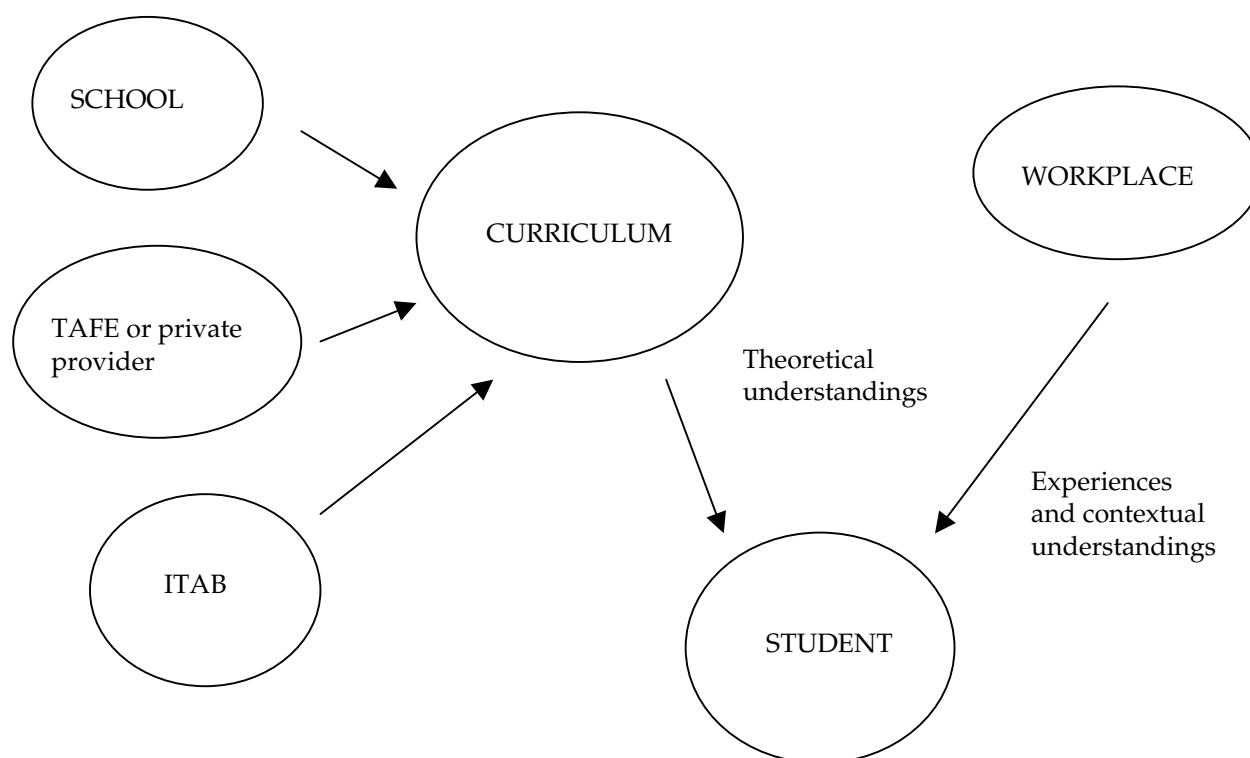 SCHOOL
WORKPLACE
CURRICULUM
TAFE or private
provider
Theoretical
understandings
Experiences
and contextual
understandings
ITAB
STUDENT